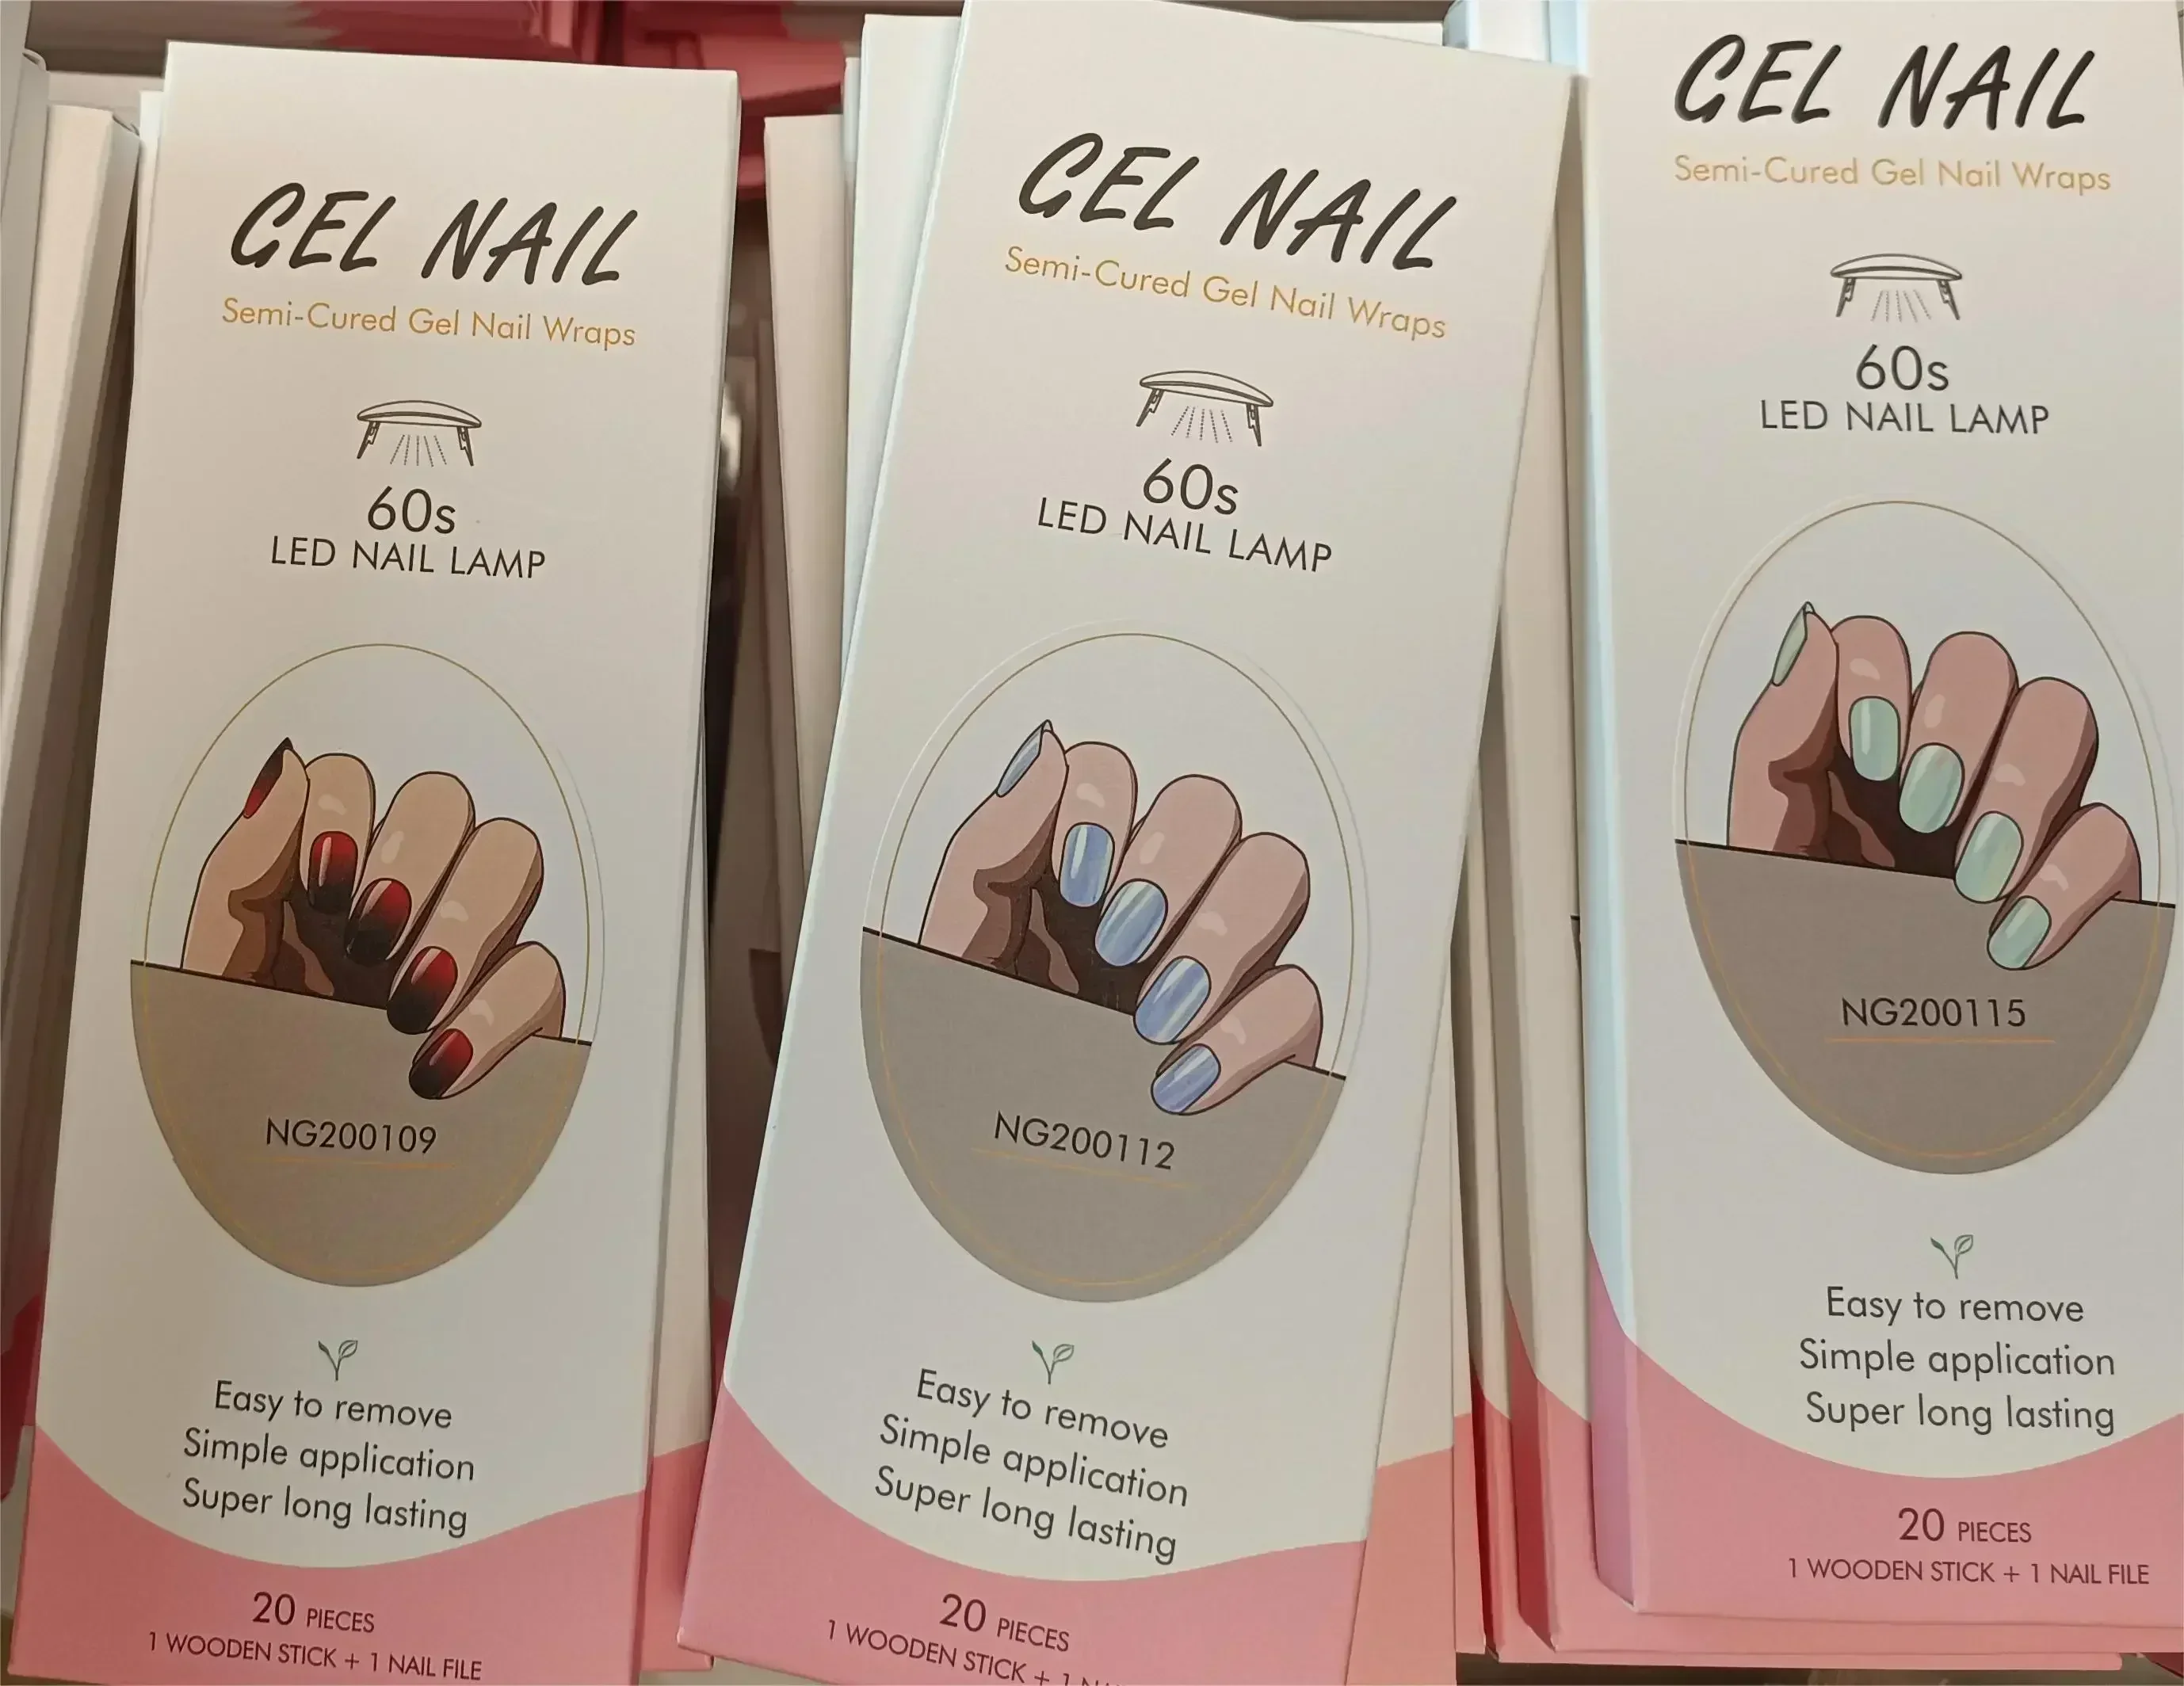 GEL NAIL
Semi-Cured Gel Nail Wraps
60s
LED NAIL LAMP
NG200109
Easy to remove
Simple application
Super long lasting
20 PIECES
1 WOODEN STICK + 1 NAIL FILE
GEL NAIL
Semi-Cured Gel Nail Wraps
60s
LED NAIL LAMP
NG200112
Easy to remove
Simple application
Super long lasting
20 PIECES
1 WOODEN STICK + 1
GEL NAIL
Semi-Cured Gel Nail Wraps
60s
LED NAIL LAMP
NG200115
Easy to remove
Simple application
Super long lasting
20 PIECES
1 WOODEN STICK + 1 NAIL FILE